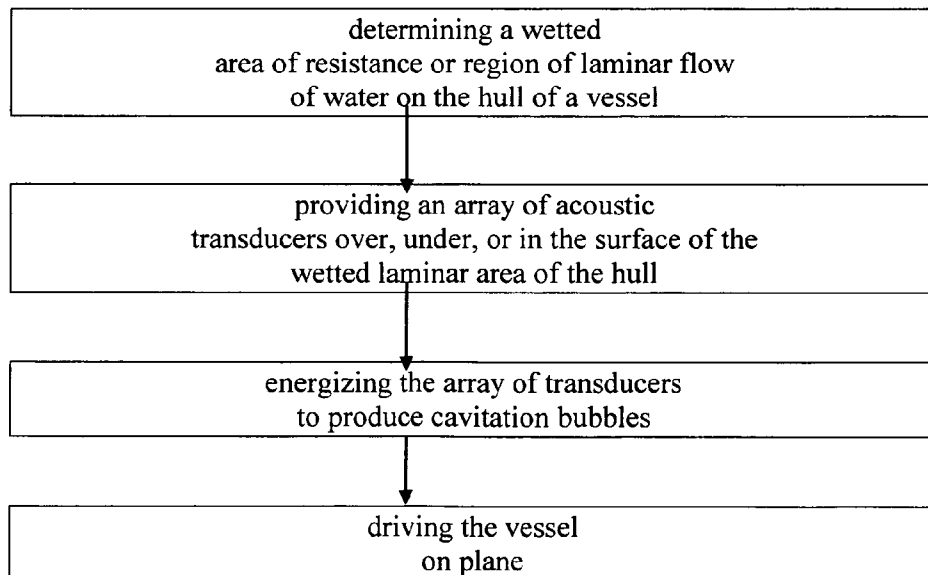 determining a wetted
area of resistance or region of laminar flow
of water on the hull of a vessel
providing an array of acoustic
transducers over, under, or in the surface of the
wetted laminar area of the hull
energizing the array of transducers
to produce cavitation bubbles
driving the vessel
on plane